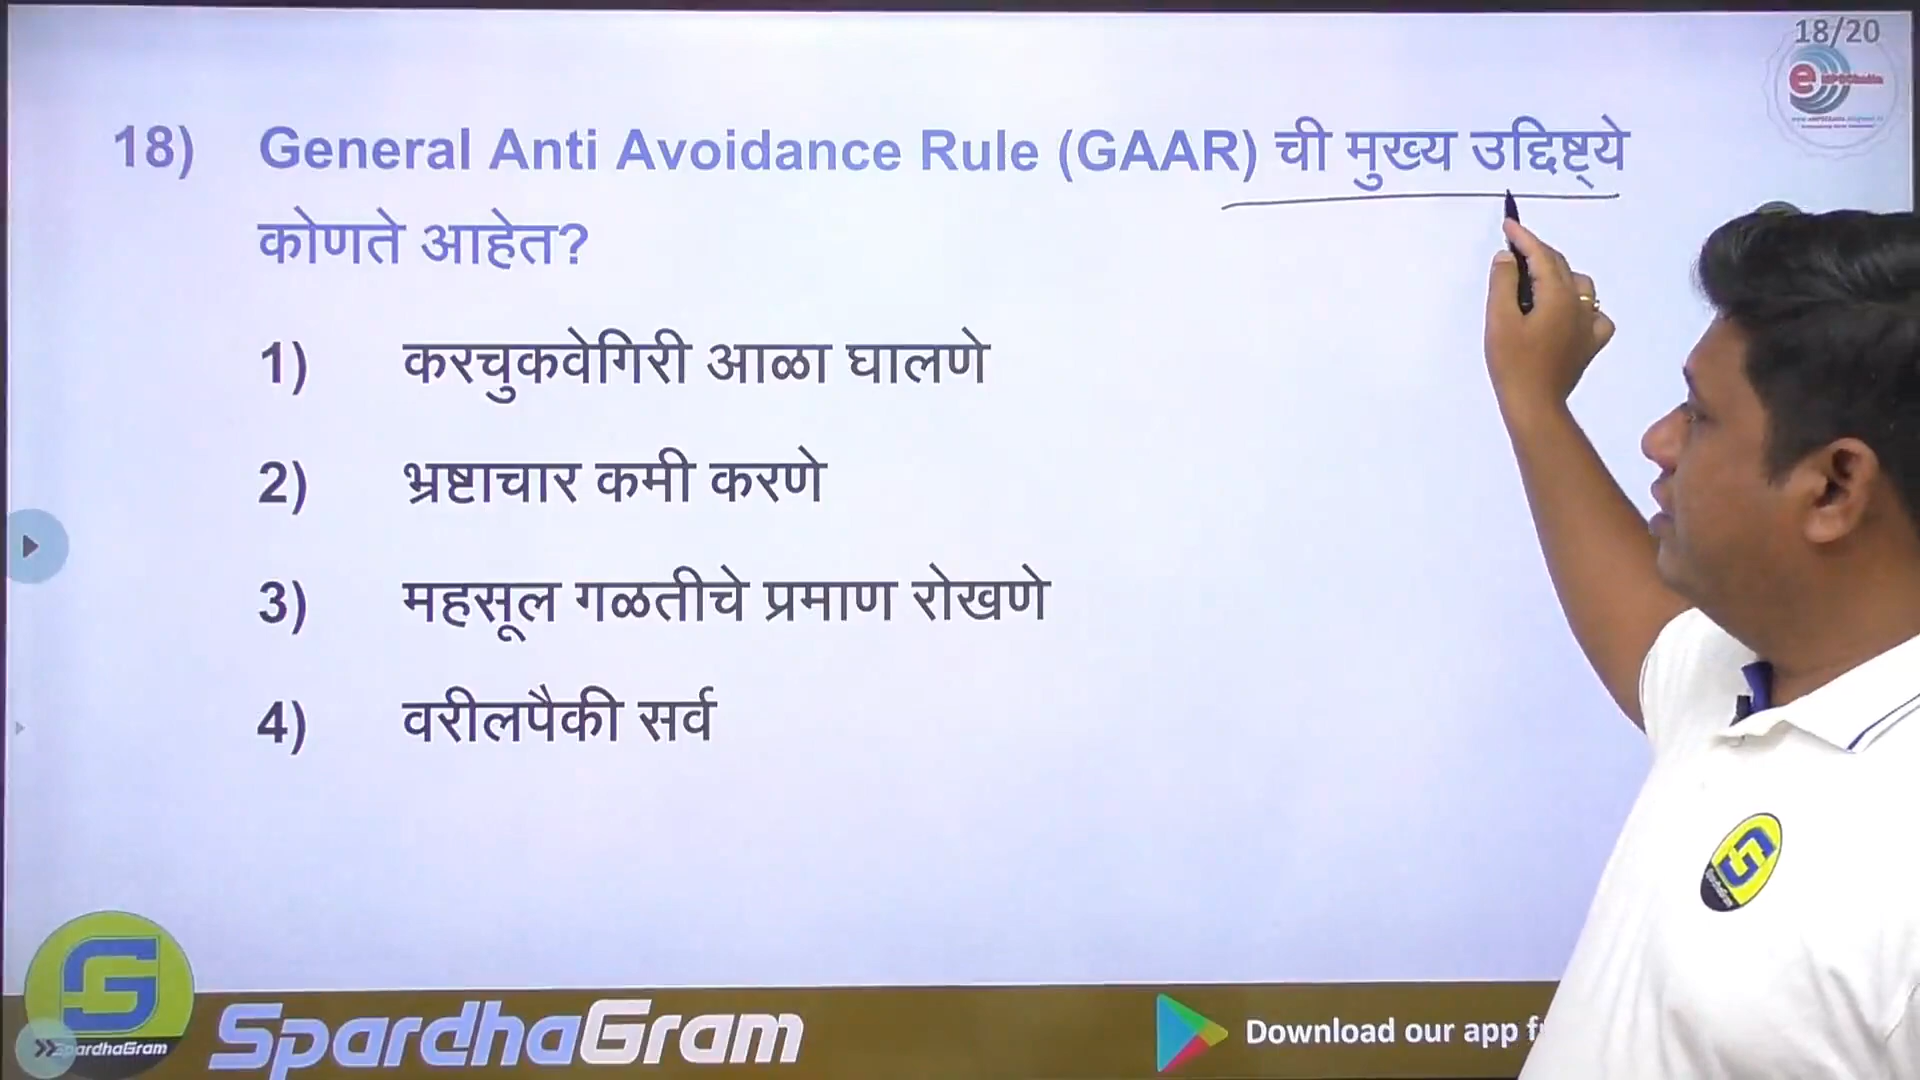 18/20
18) General Anti Avoidance Rule (GAAR) ची मुख्य उद्दिष्ट्ये
कोणते आहेत?
1) करचुकवेगिरी आळा घालणे
2) भ्रष्टाचार कमी करणे
3) महसूल गळतीचे प्रमाण रोखणे
4) वरीलपैकी सर्व
SpardhaGram
Download our app